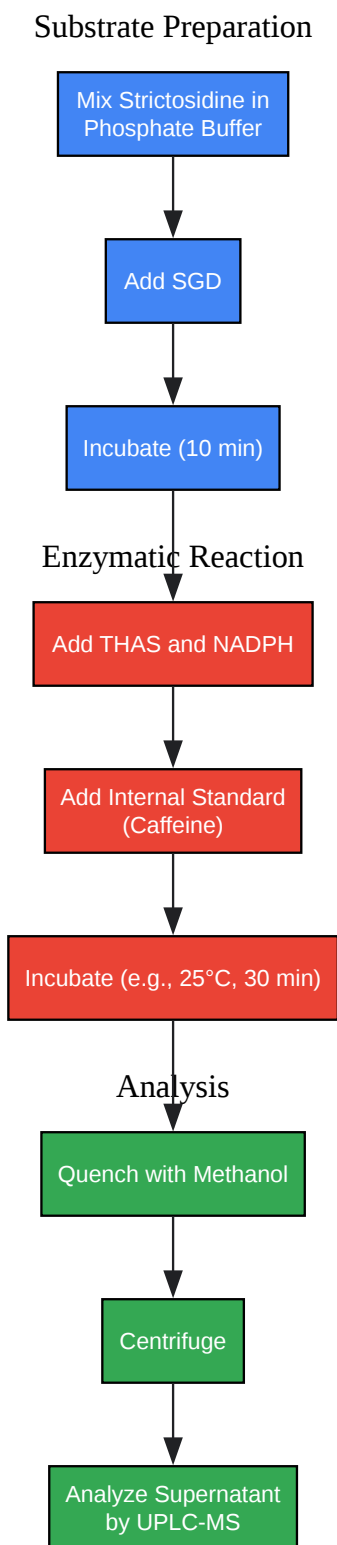 Substrate Preparation
Mix Strictosidine in
Phosphate Buffer
Add SGD
Incubate (10 min)
Enzymatic Reaction
Add THAS and NADPH
Add Internal Standard
(Caffeine)
Incubate (e.g., 25°C, 30 min)
Analysis
Quench with Methanol
Centrifuge
Analyze Supernatant
by UPLC-MS